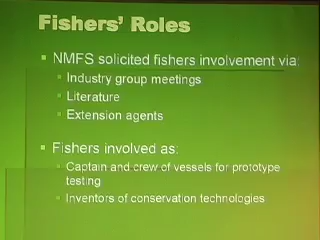 Fishers' Roles
NMFS solicited fishers involvement via:
Industry group meetings
Literature
Extension agents
Fishers involved as:
Captain and crew of vessels for prototype
testing
Inventors of conservation technologies